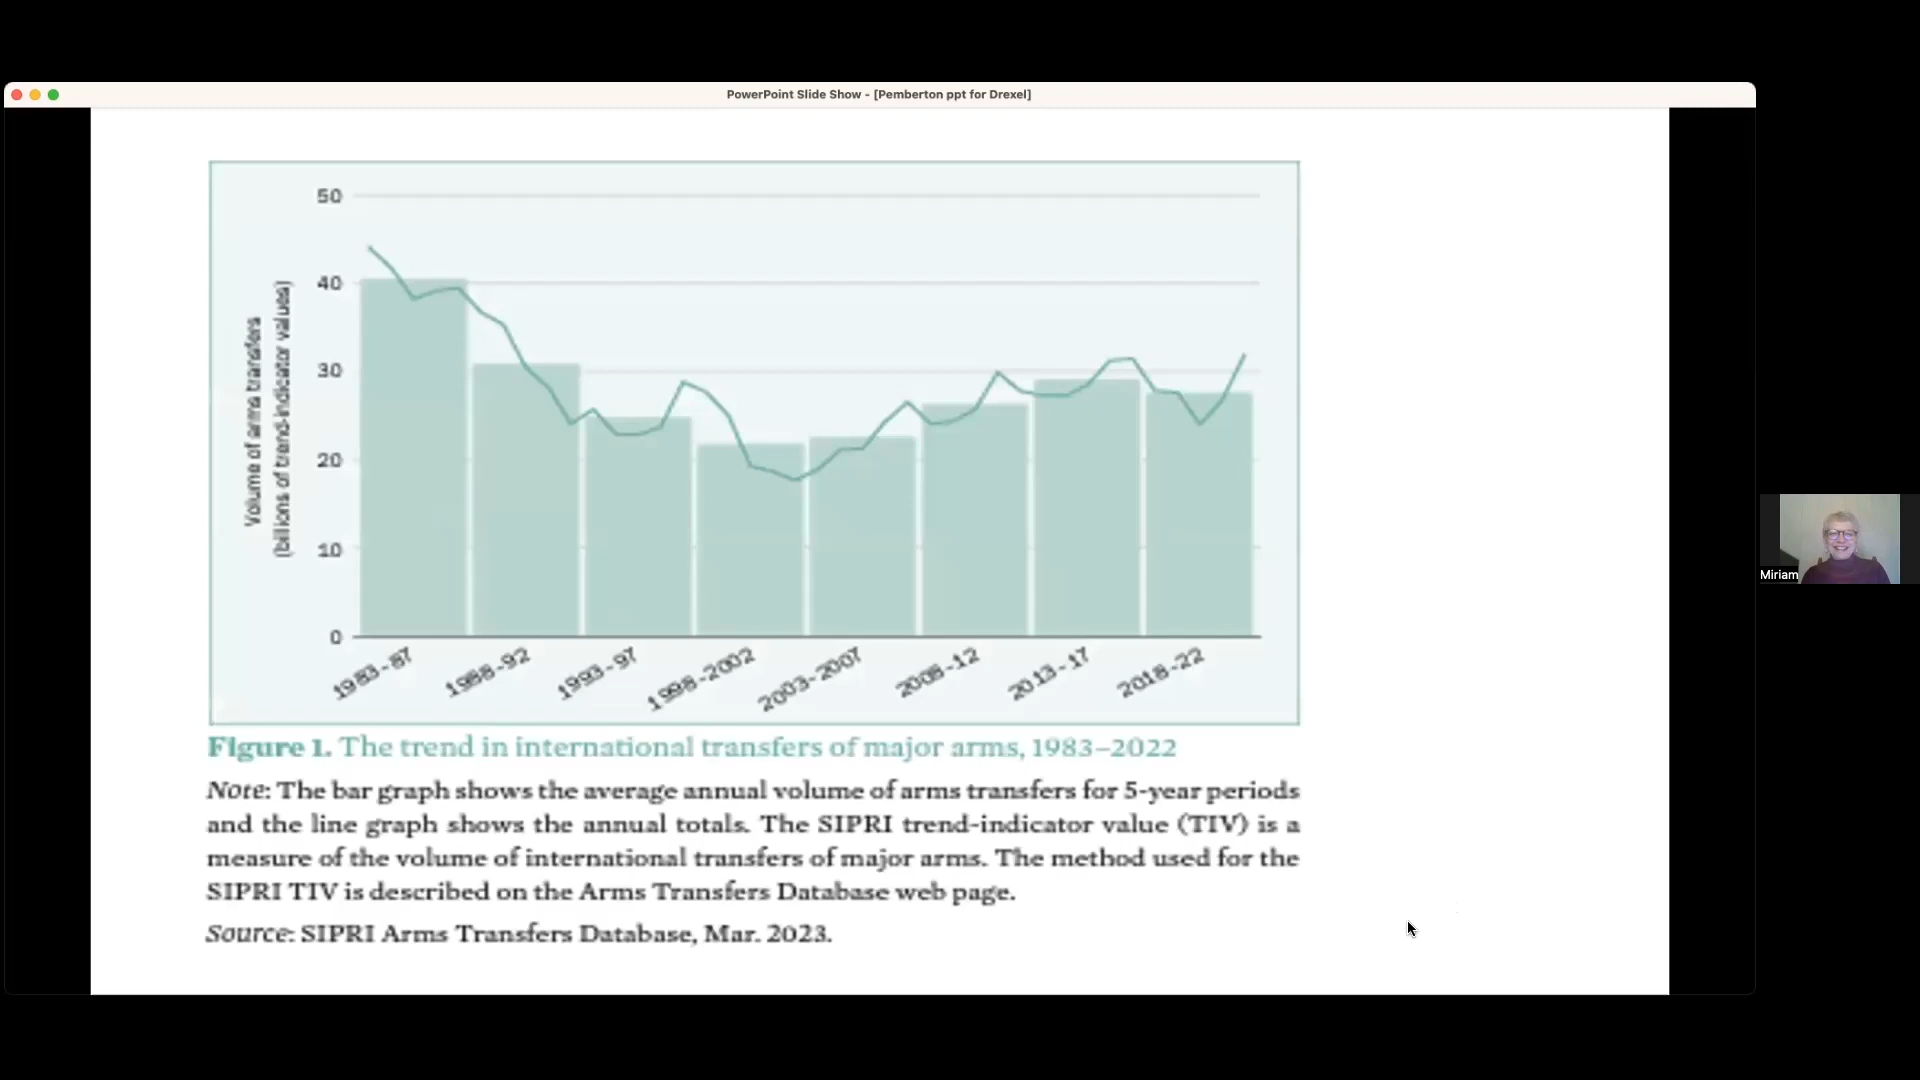 PowerPoint Slide Show - [Pemberton ppt for Drexel]
50
40
30
20
10
0
Volume of arms transfers
(billions of trend-indicator values)
1983–87
1988–92
1993–97
1998–2002
2003–2007
2008–12
2013–17
2018–22
Figure 1. The trend in international transfers of major arms, 1983–2022
Note: The bar graph shows the average annual volume of arms transfers for 5-year periods
and the line graph shows the annual totals. The SIPRI trend-indicator value (TIV) is a
measure of the volume of international transfers of major arms. The method used for the
SIPRI TIV is described on the Arms Transfers Database web page.
Source: SIPRI Arms Transfers Database, Mar. 2023.
Miriam